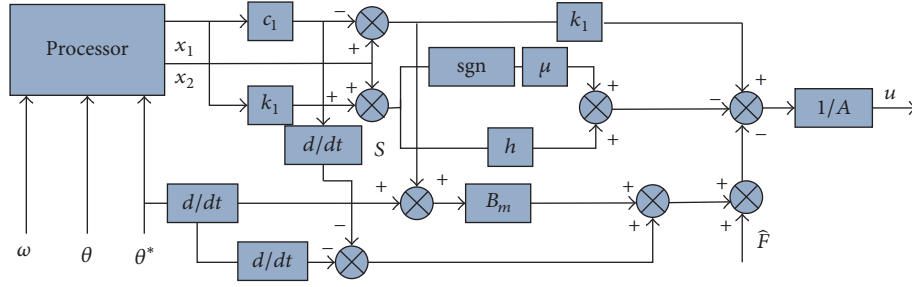 Processor
x₁
x₂
c₁
k₁
−
+
+
+
+
d/dt
S
sgn
μ
h
+
+
k₁
+
−
−
1/A
u
d/dt
d/dt
−
−
+
+
Bₘ
+
+
+
+
F̂
ω
θ
θ*